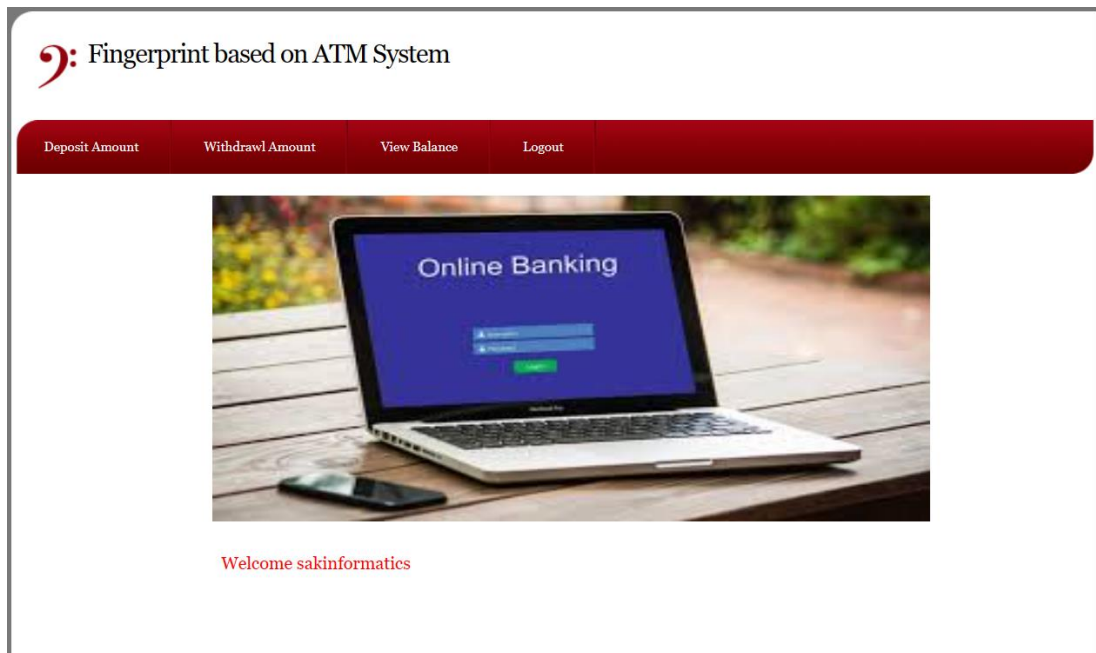 Fingerprint based on ATM System
Deposit Amount
Withdrawl Amount
View Balance
Logout
Online Banking
Welcome sakinformatics